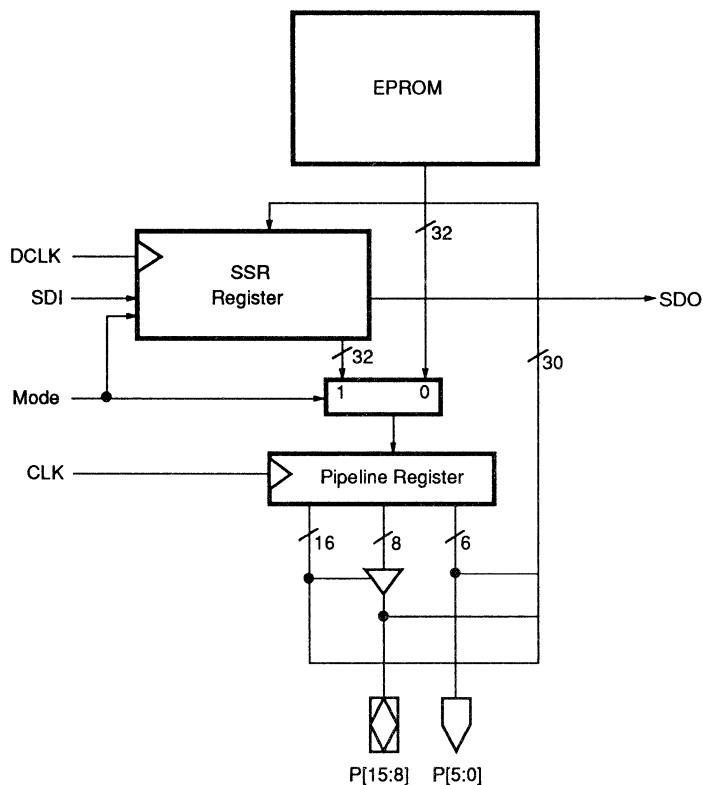 EPROM
32
DCLK
SSR
Register
SDI
SDO
32
30
Mode
1
0
CLK
Pipeline Register
16
8
6
P[15:8]
P[5:0]